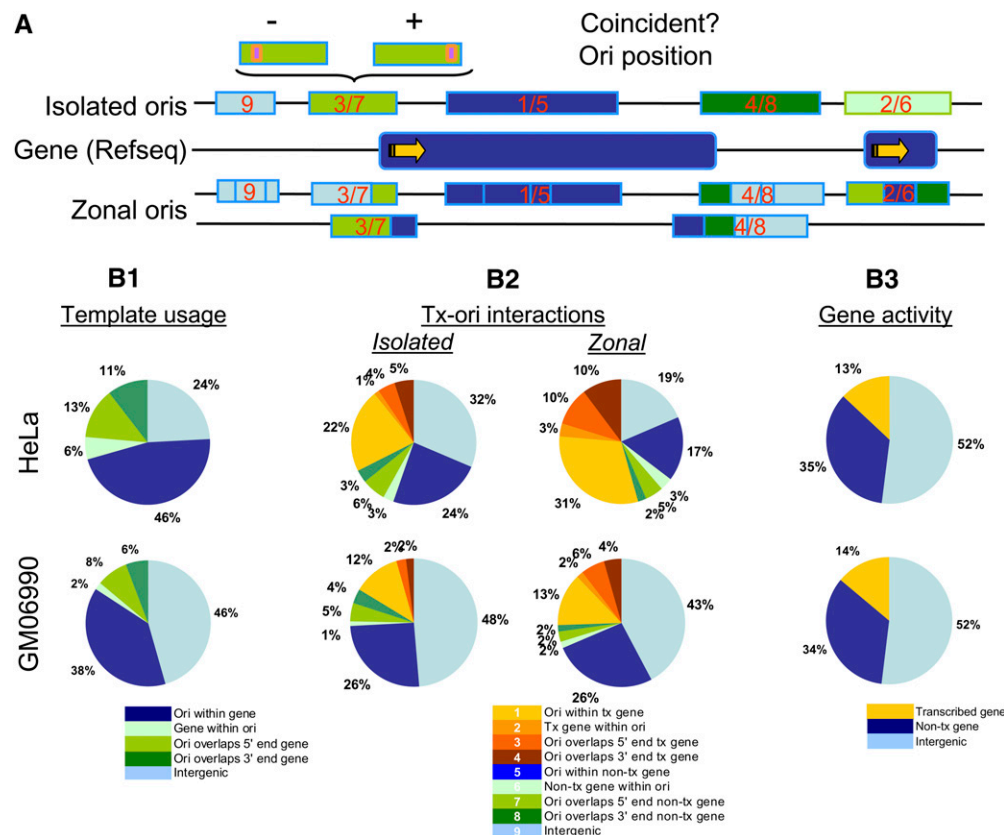 A
- + Coincident?
Ori position
Isolated oris 9 3/7 1/5 4/8 2/6
Gene (Refseq)
Zonal oris
9 3/7 1/5 4/8 2/6
3/7 4/8
B1 B2 B3
Template usage Tx-ori interactions Gene activity
Isolated Zonal
HeLa
11% 24% 13% 6% 46%
1% 4% 5% 32% 22% 3% 6% 3% 24%
10% 19% 10% 3% 17% 31% 3% 5% 2%
13% 52% 35%
GM06990
6% 8% 2% 46% 38%
2% 2% 12% 4% 5% 1% 48% 26%
4% 6% 2% 13% 43% 2% 2% 2% 26%
14% 52% 34%
Ori within gene
Gene within ori
Ori overlaps 5' end gene
Ori overlaps 3' end gene
Intergenic
1 Ori within tx gene
2 Tx gene within ori
3 Ori overlaps 5' end tx gene
4 Ori overlaps 3' end tx gene
5 Ori within non-tx gene
6 Non-tx gene within ori
7 Ori overlaps 5' end non-tx gene
8 Ori overlaps 3' end non-tx gene
9 Intergenic
Transcribed gene
Non-tx gene
Intergenic